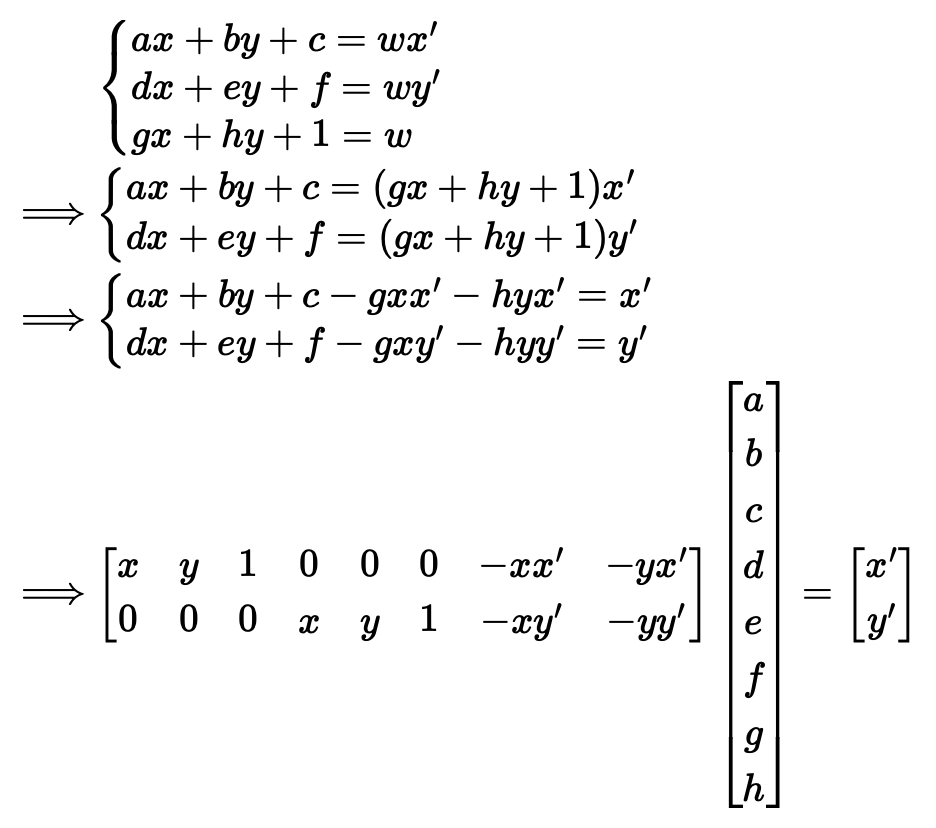 {ax + by + c = wx′
dx + ey + f = wy′
gx + hy + 1 = w
⟹ {ax + by + c = (gx + hy + 1)x′
dx + ey + f = (gx + hy + 1)y′
⟹ {ax + by + c − gxx′ − hyx′ = x′
dx + ey + f − gxy′ − hyy′ = y′
⟹ [x y 1 0 0 0 −xx′ −yx′]
[0 0 0 x y 1 −xy′ −yy′]
[a
b
c
d
e
f
g
h]
= [x′
y′]